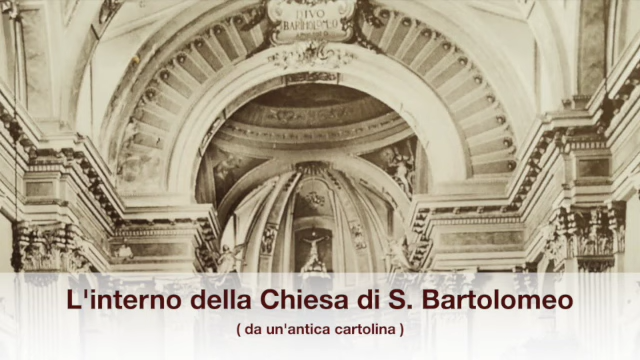 DIVO
BARTHOLOMEO
L'interno della Chiesa di S. Bartolomeo
( da un'antica cartolina )